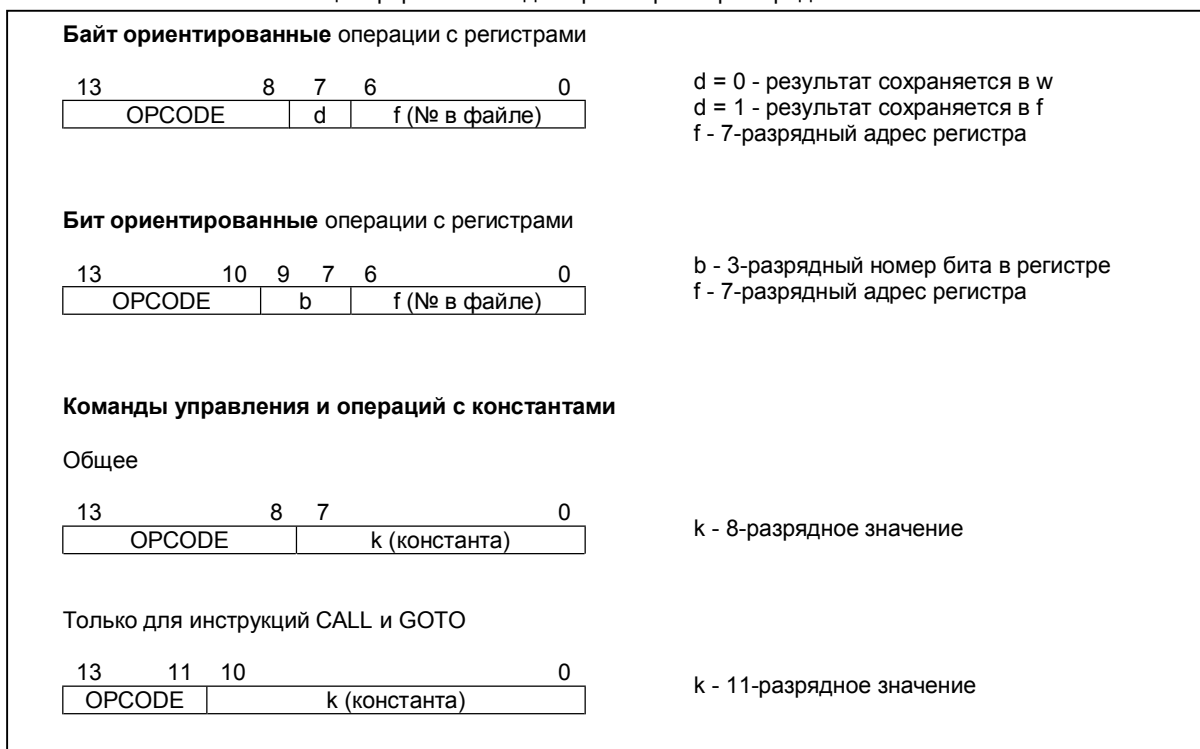 Байт ориентированные операции с регистрами
13 8 7 6 0
OPCODE d f (№ в файле)
d = 0 - результат сохраняется в w
d = 1 - результат сохраняется в f
f - 7-разрядный адрес регистра
Бит ориентированные операции с регистрами
13 10 9 7 6 0
OPCODE b f (№ в файле)
b - 3-разрядный номер бита в регистре
f - 7-разрядный адрес регистра
Команды управления и операций с константами
Общее
13 8 7 0
OPCODE k (константа)
k - 8-разрядное значение
Только для инструкций CALL и GOTO
13 11 10 0
OPCODE k (константа)
k - 11-разрядное значение